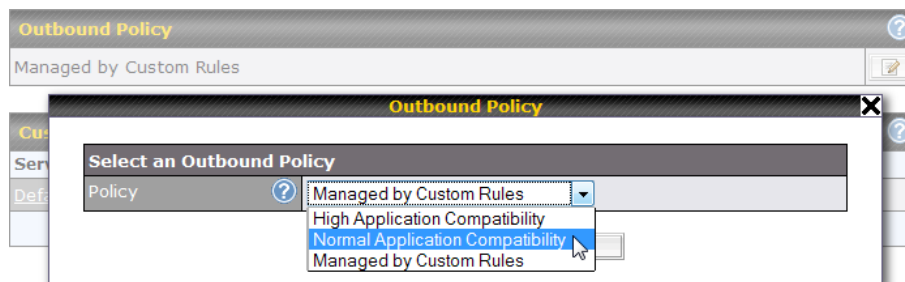 Outbound Policy
Managed by Custom Rules
Outbound Policy
Select an Outbound Policy
Policy
Managed by Custom Rules
High Application Compatibility
Normal Application Compatibility
Managed by Custom Rules